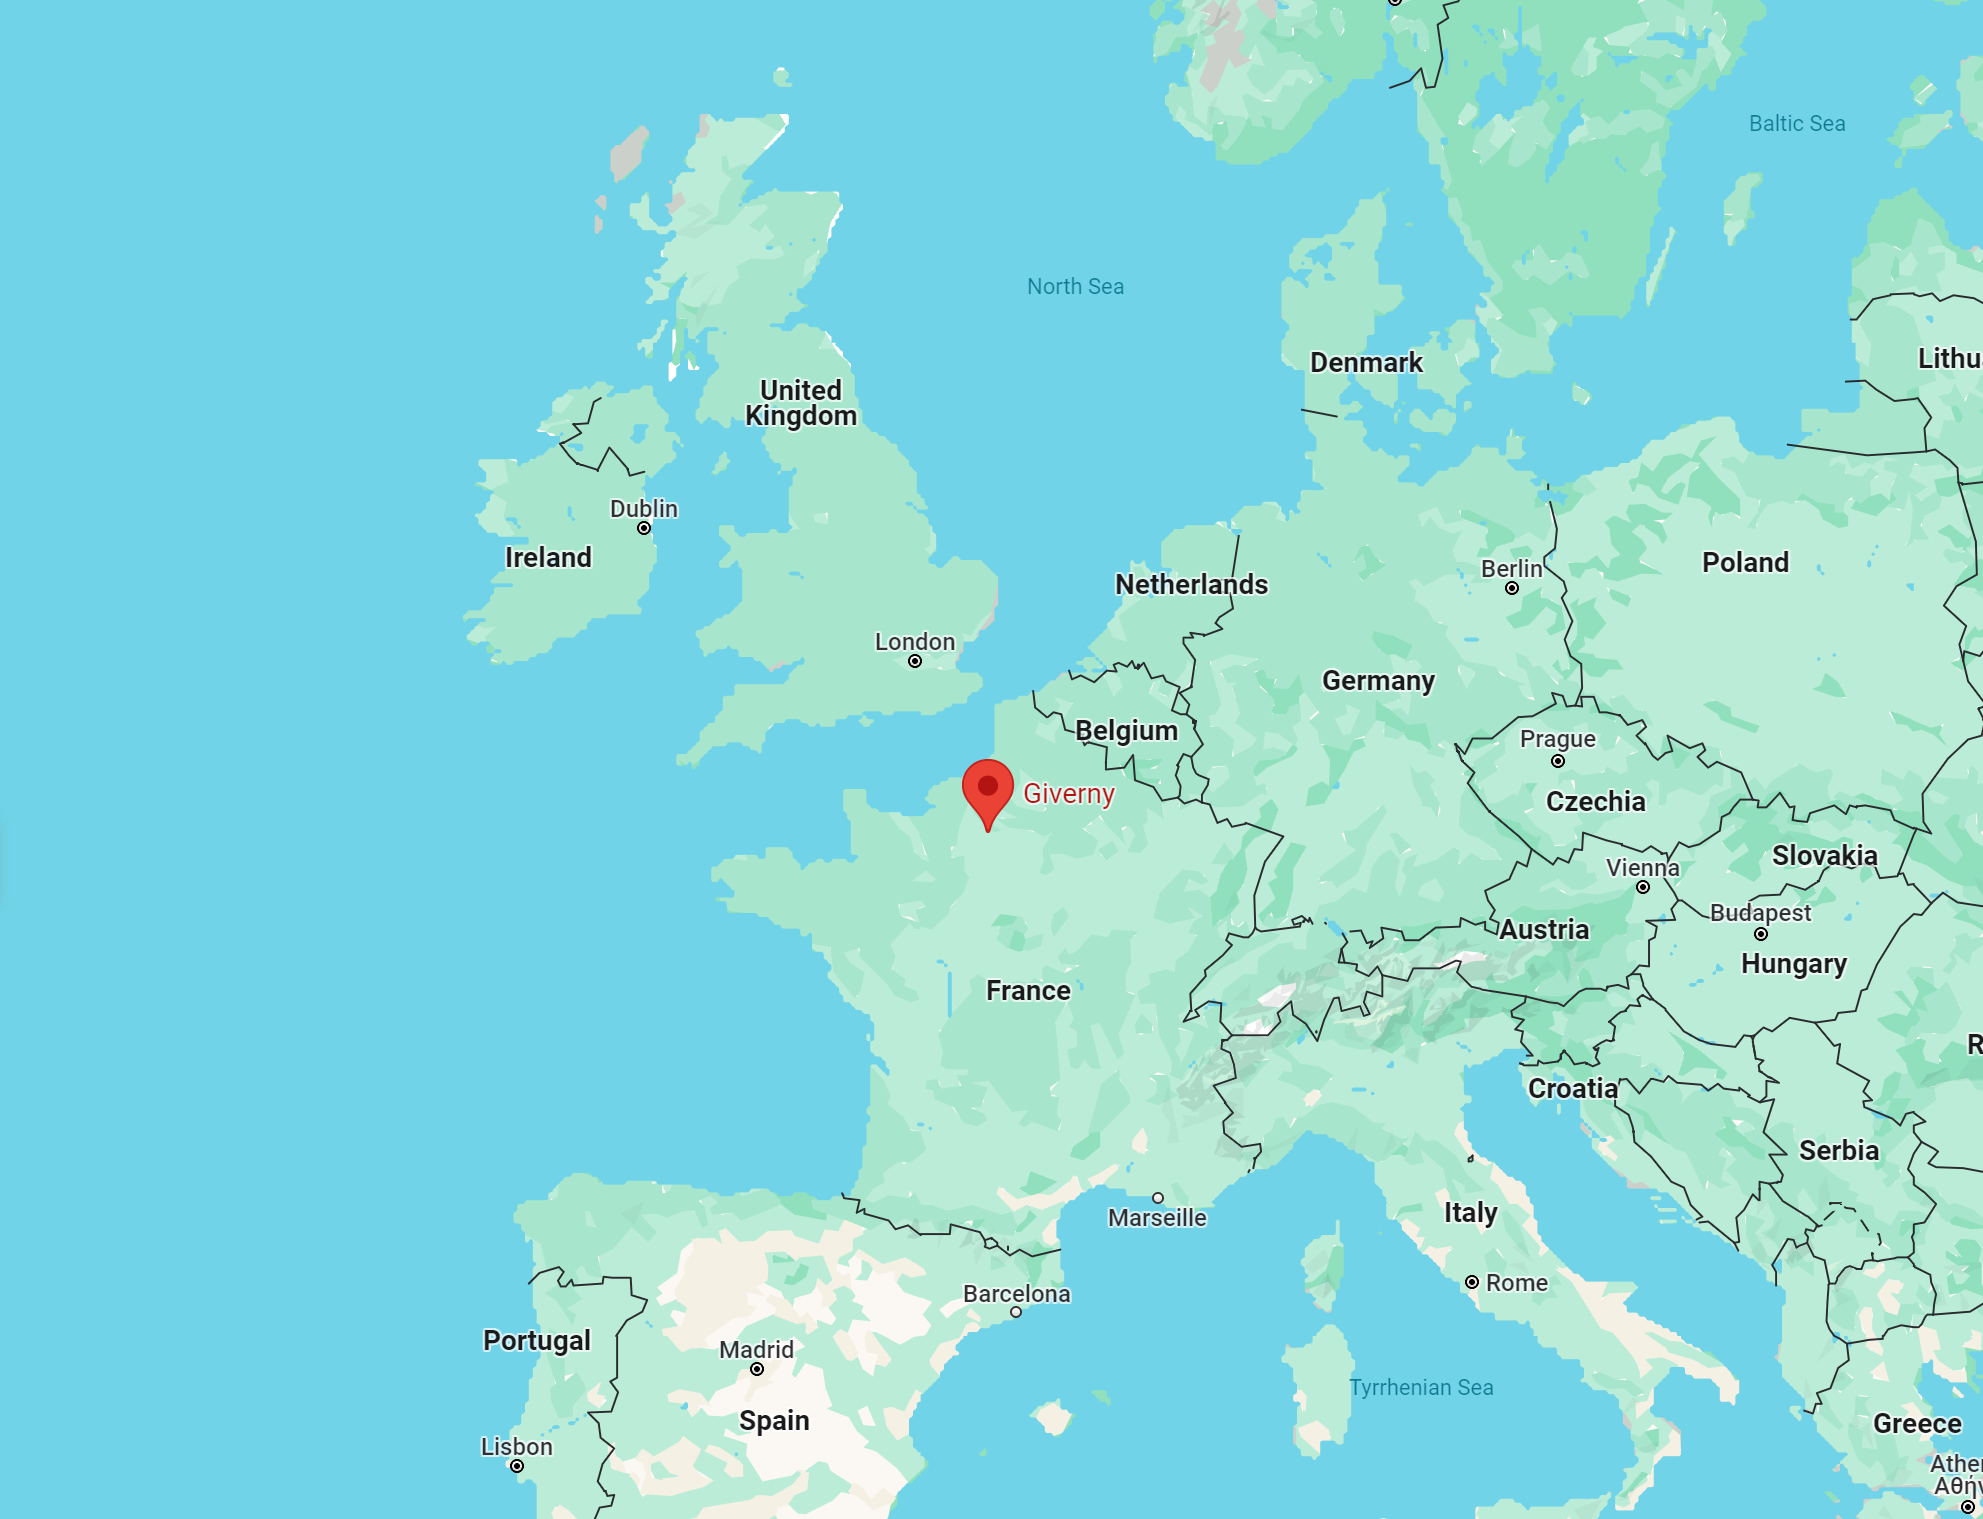 Baltic Sea
North Sea
Denmark
Lithu
United
Kingdom
Dublin
Ireland
Netherlands
Berlin
Poland
London
Germany
Belgium
Prague
Giverny
Czechia
Slovakia
Vienna
Budapest
Austria
Hungary
France
R
Croatia
Serbia
Marseille
Italy
Rome
Barcelona
Portugal
Madrid
Tyrrhenian Sea
Spain
Greece
Lisbon
Athe
Αθήν